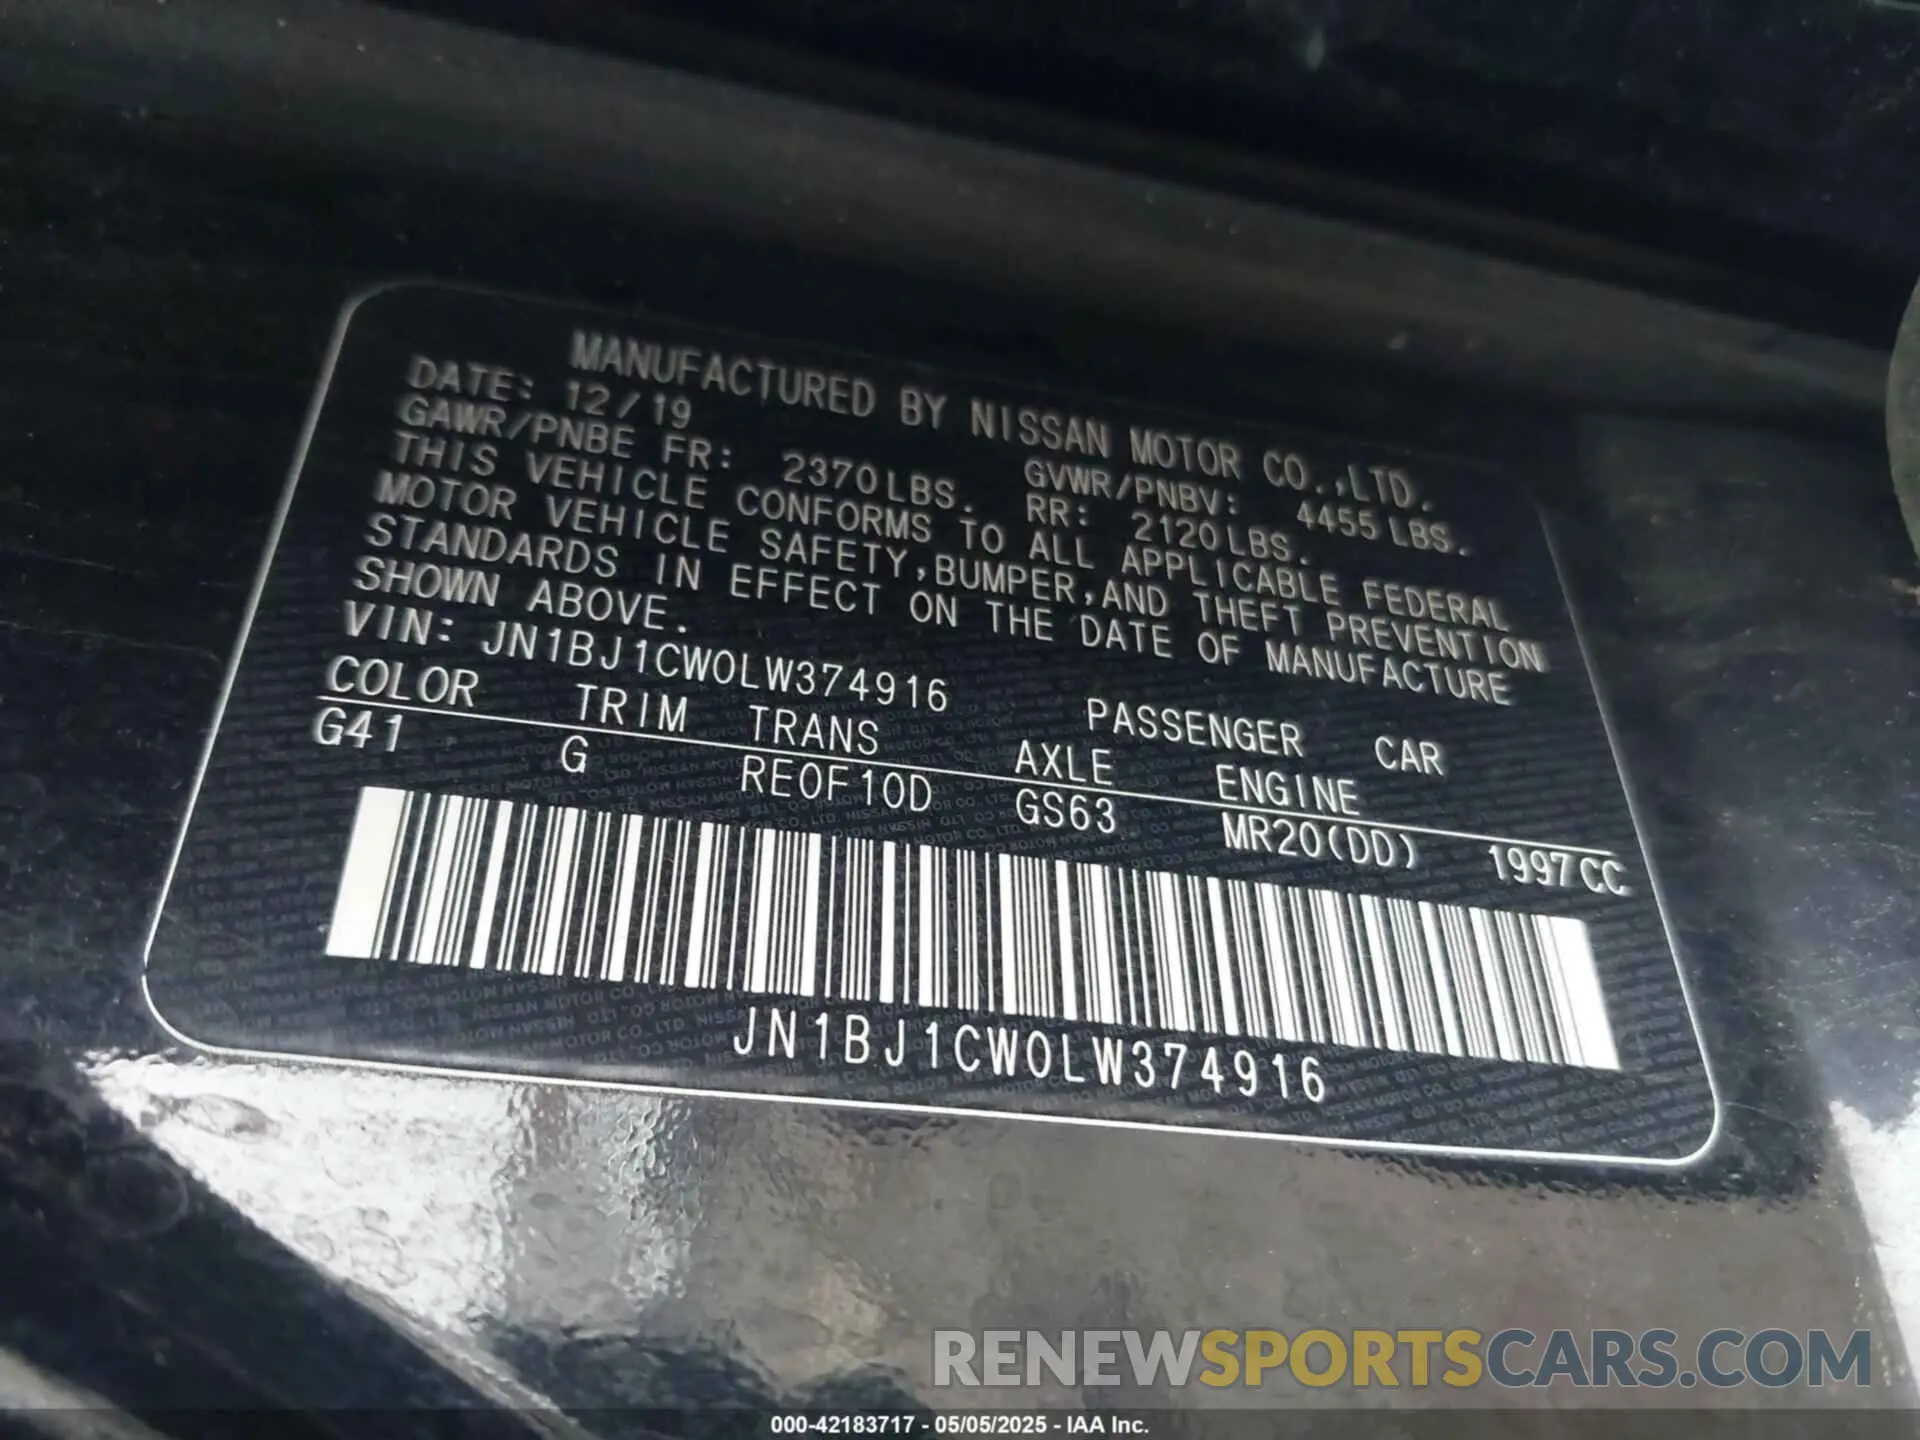 MANUFACTURED BY NISSAN MOTOR CO.,LTD.
DATE: 12/19 GVWR/PNBV: 4455LBS.
GAWR/PNBE FR: 2370LBS. RR: 2120LBS.
THIS VEHICLE CONFORMS TO ALL APPLICABLE FEDERAL
MOTOR VEHICLE SAFETY,BUMPER,AND THEFT PREVENTION
STANDARDS IN EFFECT ON THE DATE OF MANUFACTURE
SHOWN ABOVE.
VIN: JN1BJ1CW0LW374916 PASSENGER CAR
COLOR TRIM TRANS AXLE ENGINE
G41 G RE0F10D GS63 MR20(DD) 1997CC
JN1BJ1CW0LW374916
RENEWSPORTSCARS.COM
000-42183717 - 05/05/2025 - IAA Inc.